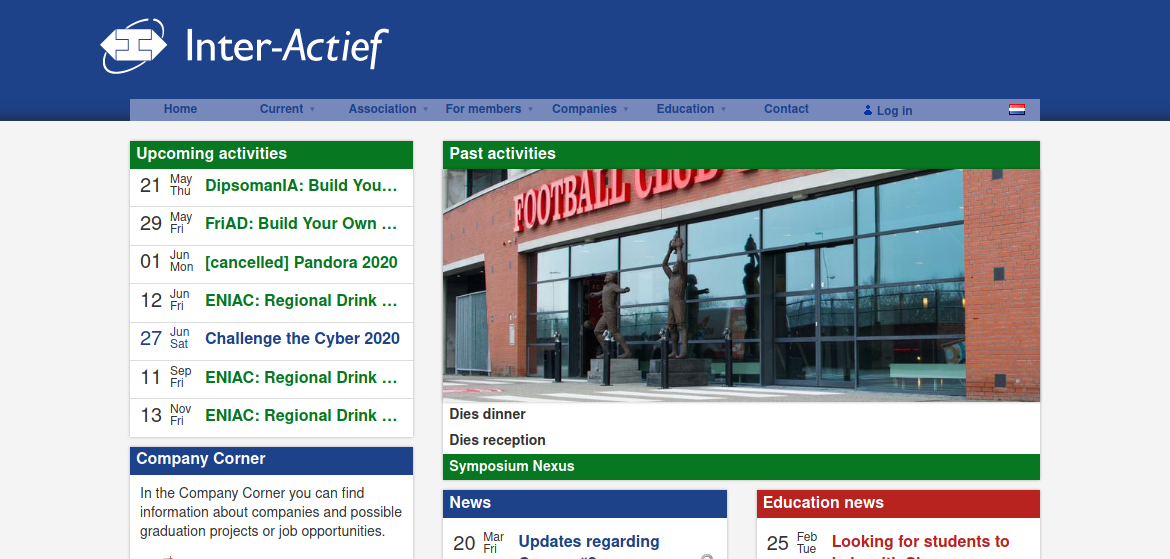 Inter-Actief
Home Current Association For members Companies Education Contact Log in
Upcoming activities
21 May Thu DipsomanIA: Build You...
29 May Fri FriAD: Build Your Own ...
01 Jun Mon [cancelled] Pandora 2020
12 Jun Fri ENIAC: Regional Drink ...
27 Jun Sat Challenge the Cyber 2020
11 Sep Fri ENIAC: Regional Drink ...
13 Nov Fri ENIAC: Regional Drink ...
Company Corner
In the Company Corner you can find
information about companies and possible
graduation projects or job opportunities.
Past activities
FOOTBALL CLUB
Dies dinner
Dies reception
Symposium Nexus
News
20 Mar Fri Updates regarding
Education news
25 Feb Tue Looking for students to